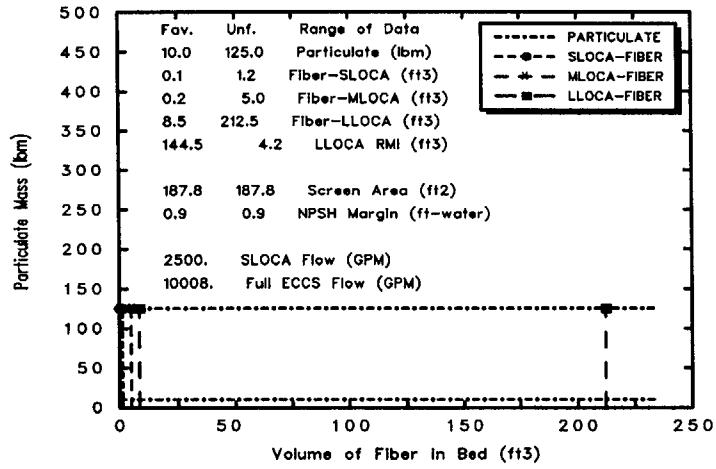 500
450
400
350
300
250
200
150
100
50
0
Particulate Mass (lbm)
Fav. Unf. Range of Data
10.0 125.0 Particulate (lbm)
0.1 1.2 Fiber-SLOCA (ft3)
0.2 5.0 Fiber-MLOCA (ft3)
8.5 212.5 Fiber-LLOCA (ft3)
144.5 4.2 LLOCA RMI (ft3)
187.8 187.8 Screen Area (ft2)
0.9 0.9 NPSH Margin (ft-water)
2500. SLOCA Flow (GPM)
10008. Full ECCS Flow (GPM)
PARTICULATE
SLOCA-FIBER
MLOCA-FIBER
LLOCA-FIBER
0 50 100 150 200 250
Volume of Fiber in Bed (ft3)